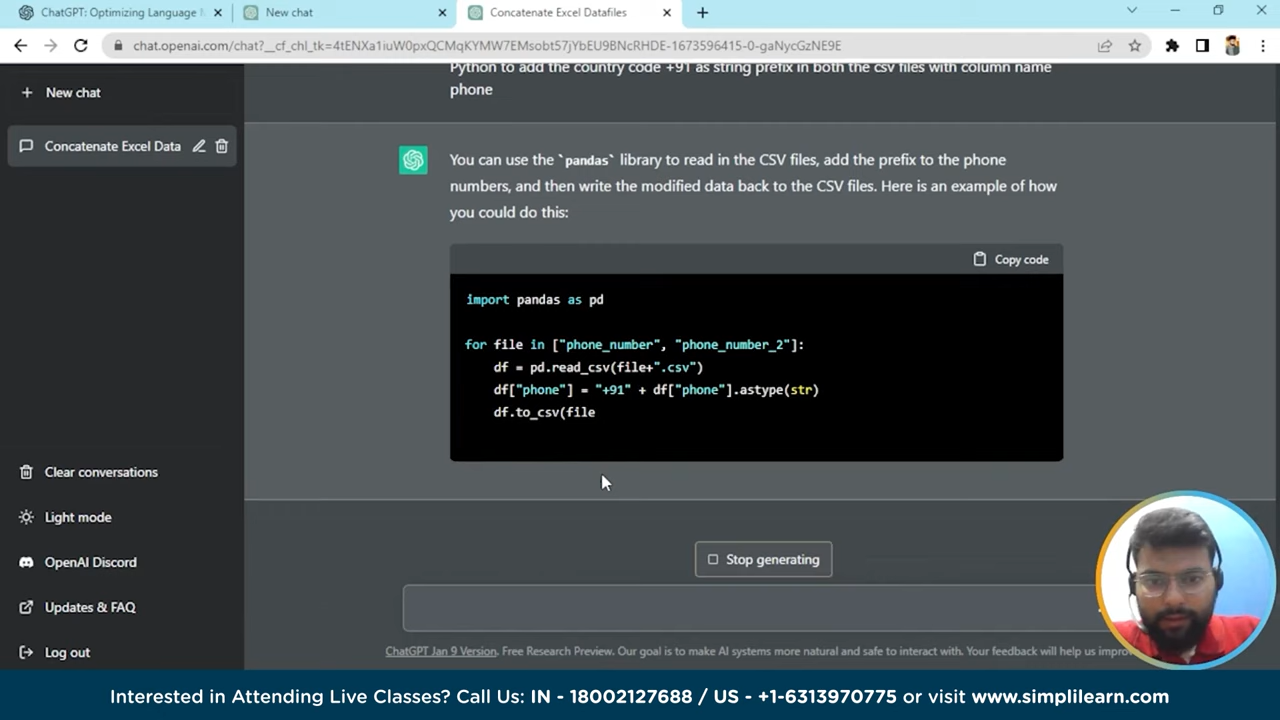 ChatGPT: Optimizing Language
New chat
Concatenate Excel Datafiles
chat.openai.com/chat?__cf_chl_tk=4tENXa1iuW0pxQCMqKYMW7EMsobt57jYbEU9BNcRHDE-1673596415-0-gaNycGzNE9E
New chat
Concatenate Excel Data
Clear conversations
Light mode
OpenAI Discord
Updates & FAQ
Log out
Python to add the country code +91 as string prefix in both the csv files with column name
phone
You can use the `pandas` library to read in the CSV files, add the prefix to the phone
numbers, and then write the modified data back to the CSV files. Here is an example of how
you could do this:
Copy code
import pandas as pd
for file in ["phone_number", "phone_number_2"]:
df = pd.read_csv(file+".csv")
df["phone"] = "+91" + df["phone"].astype(str)
df.to_csv(file
Stop generating
ChatGPT Jan 9 Version. Free Research Preview. Our goal is to make AI systems more natural and safe to interact with. Your feedback will help us
Interested in Attending Live Classes? Call Us: IN - 18002127688 / US - +1-6313970775 or visit www.simplilearn.com